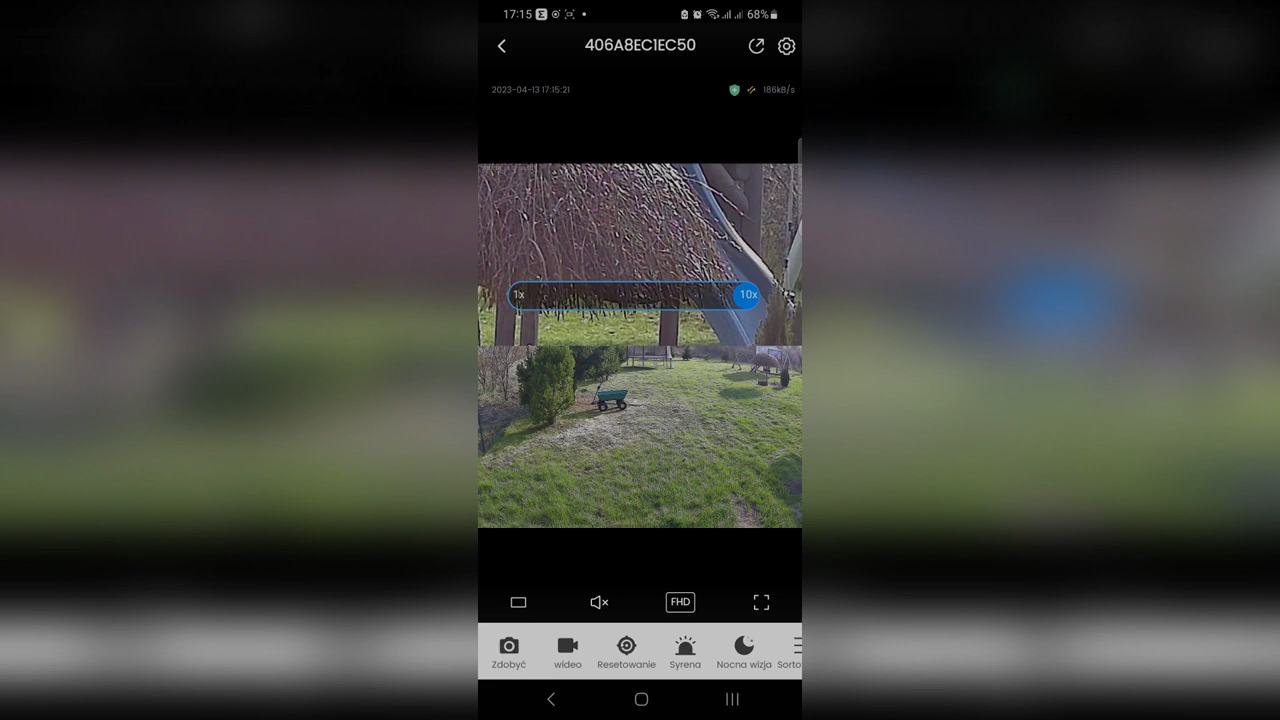 17:15 68%
406A8EC1EC50
2023-04-13 17:15:21 186kB/s
1x 10x
FHD
Zdobyć wideo Resetowanie Syrena Nocna wizja Sorto